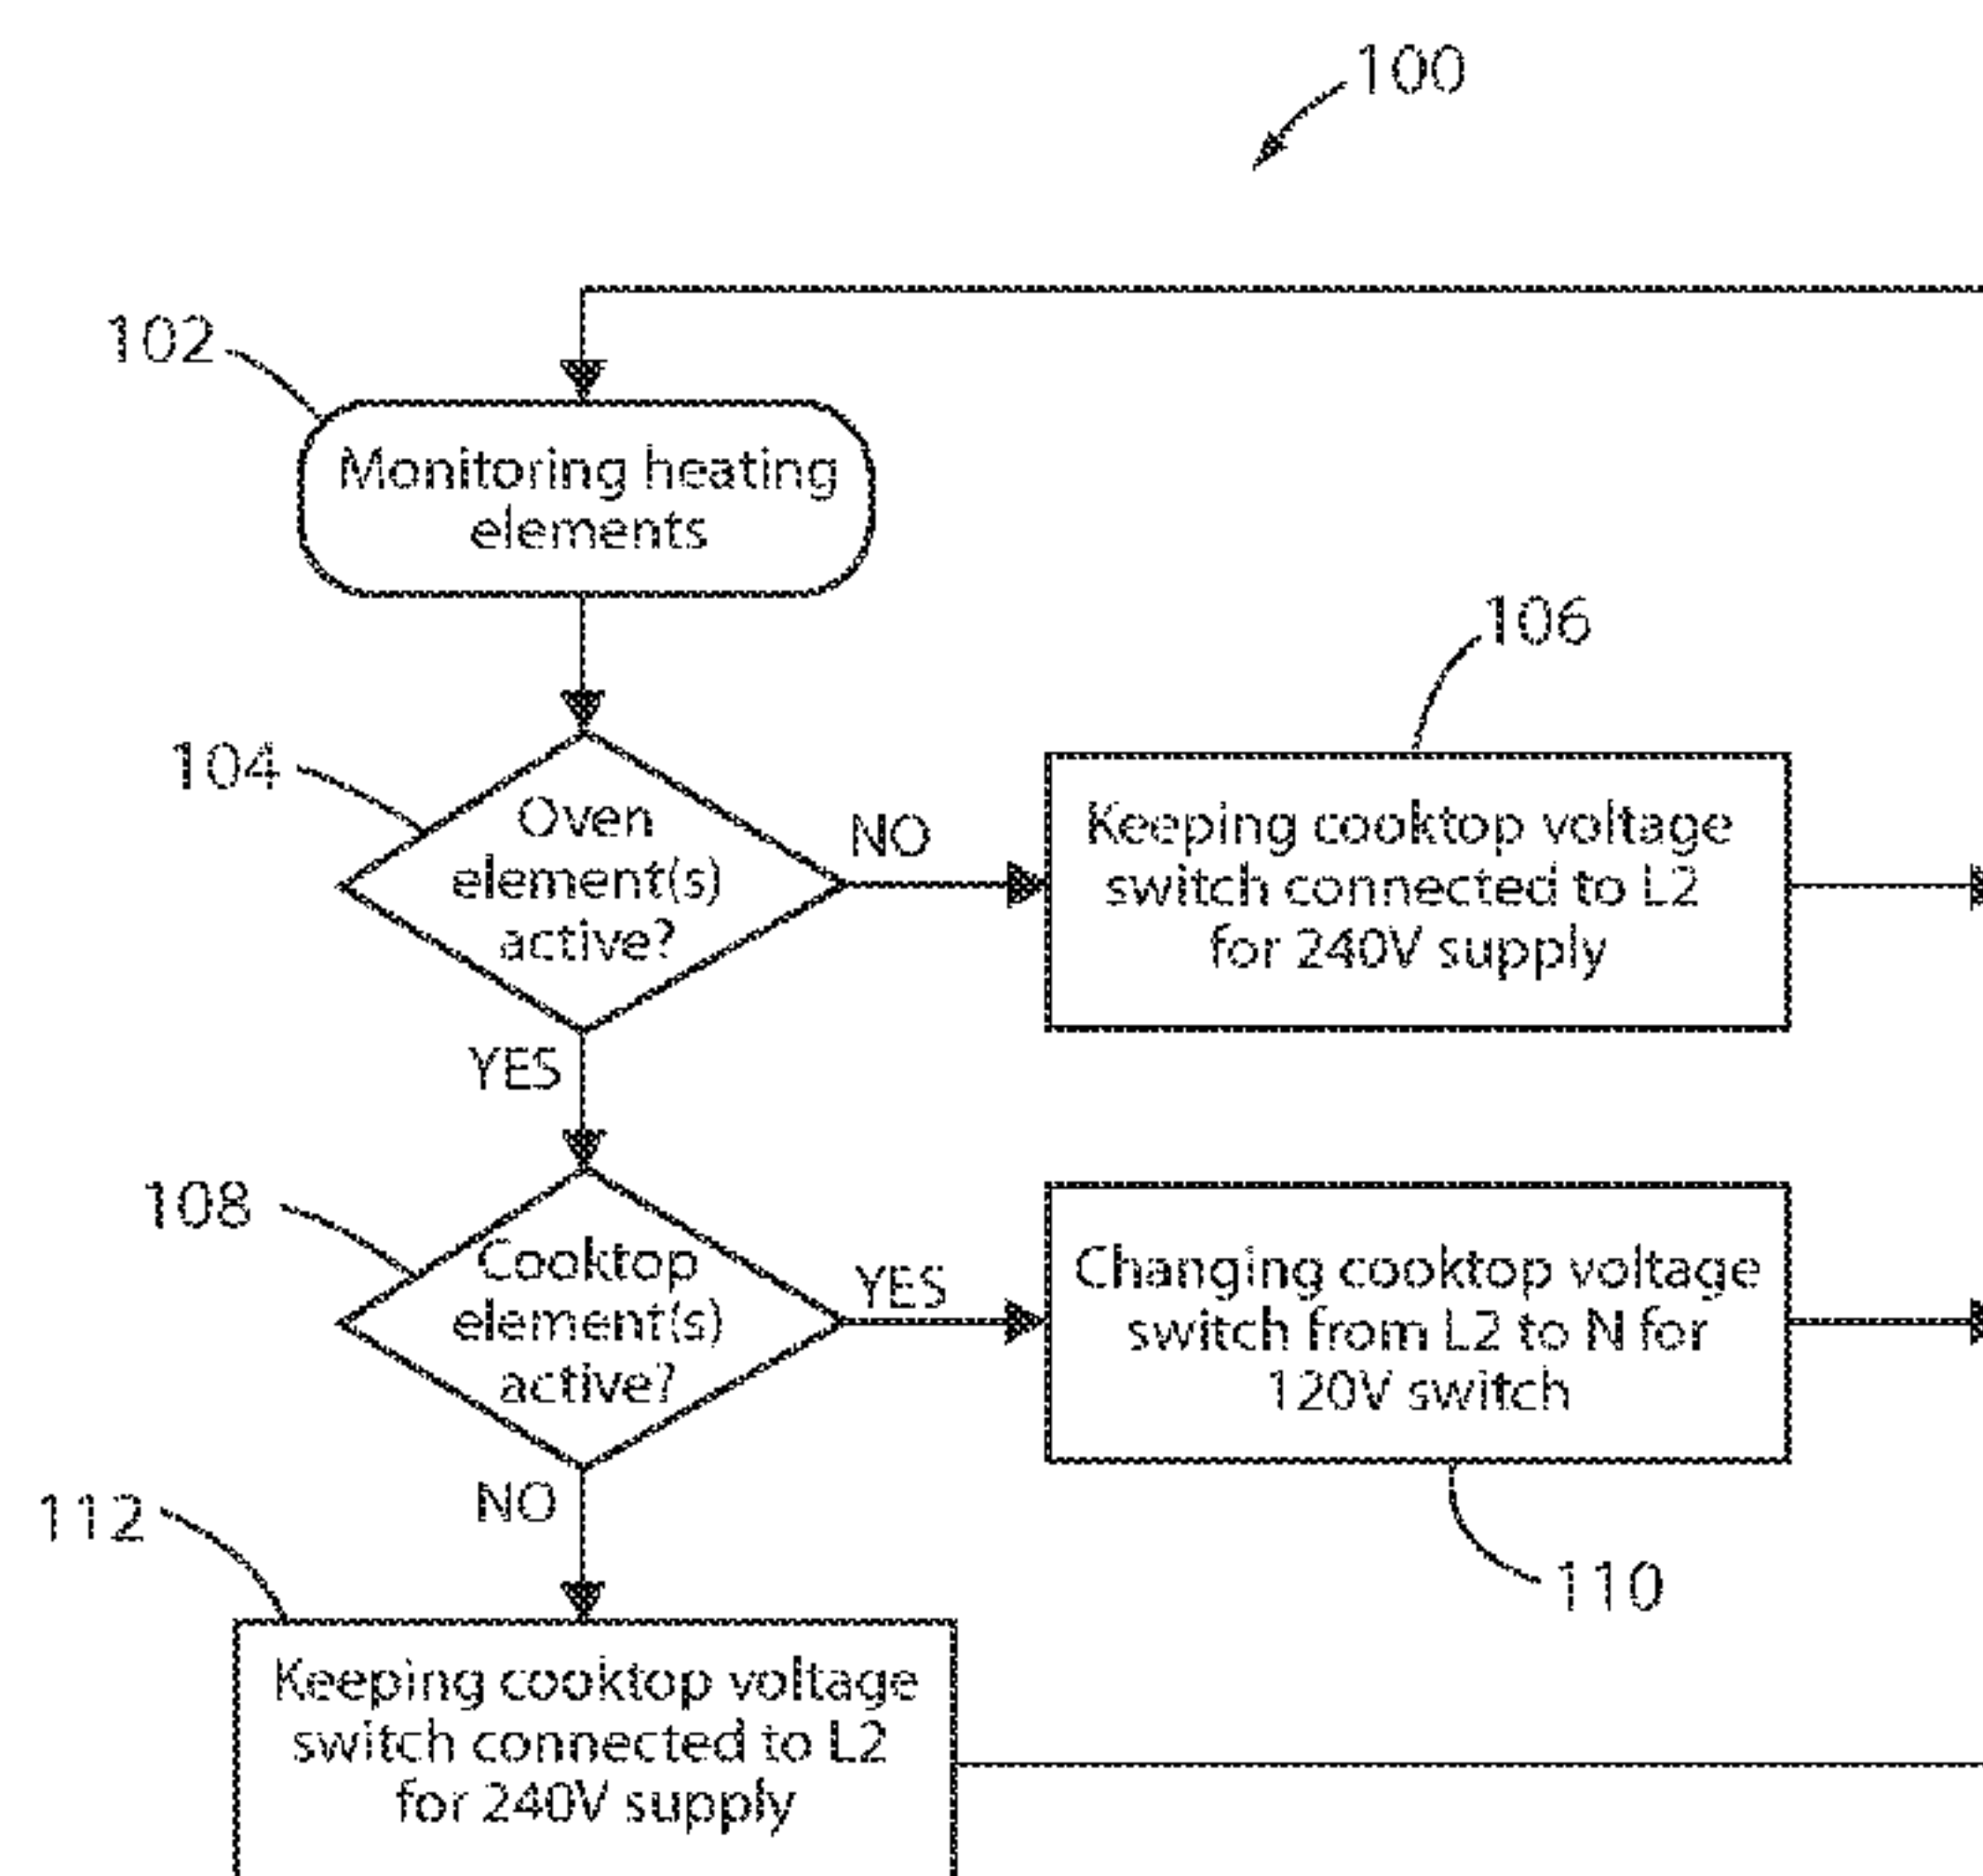 100
102
Monitoring heating
elements
106
104
Oven
element(s)
active?
NO
Keeping cooktop voltage
switch connected to L2
for 240V supply
YES
108
Cooktop
element(s)
active?
YES
Changing cooktop voltage
switch from L2 to N for
120V switch
NO
112
110
Keeping cooktop voltage
switch connected to L2
for 240V supply